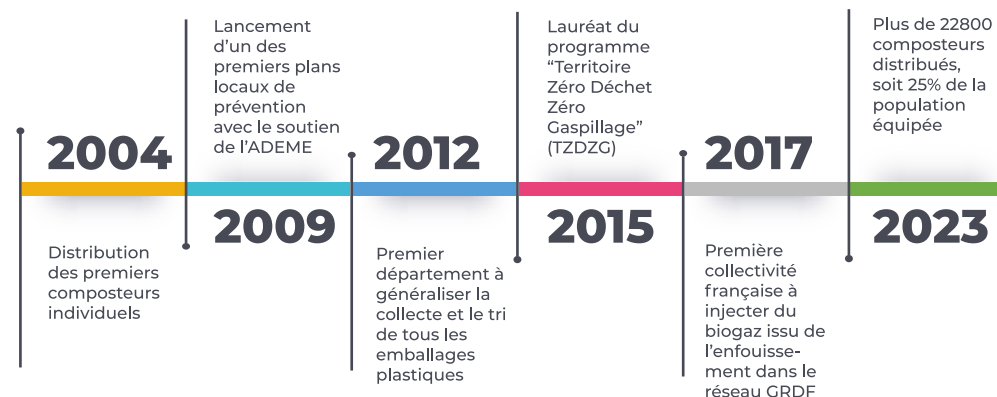 2004
Distribution
des premiers
composteurs
individuels
Lancement
d’un des
premiers plans
locaux de
prévention
avec le soutien
de l’ADEME
2009
2012
Premier
département à
généraliser la
collecte et le tri
de tous les
emballages
plastiques
Lauréat du
programme
“Territoire
Zéro Déchet
Zéro
Gaspillage”
(TZDZG)
2015
2017
Première
collectivité
française à
injecter du
biogaz issu de
l’enfouisse-
ment dans le
réseau GRDF
Plus de 22800
composteurs
distribués,
soit 25% de la
population
équipée
2023